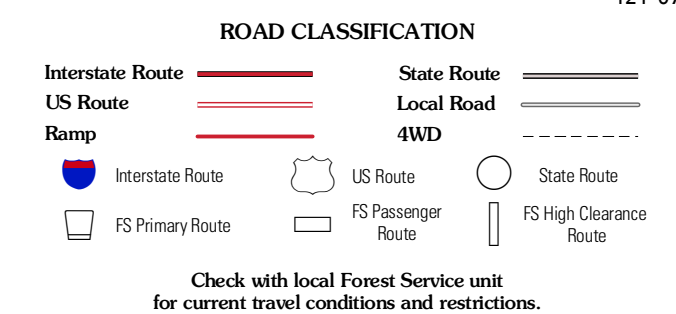 ROAD CLASSIFICATION
Interstate Route
State Route
US Route
Local Road
Ramp
4WD
Interstate Route
US Route
State Route
FS Primary Route
FS Passenger
Route
FS High Clearance
Route
Check with local Forest Service unit
for current travel conditions and restrictions.